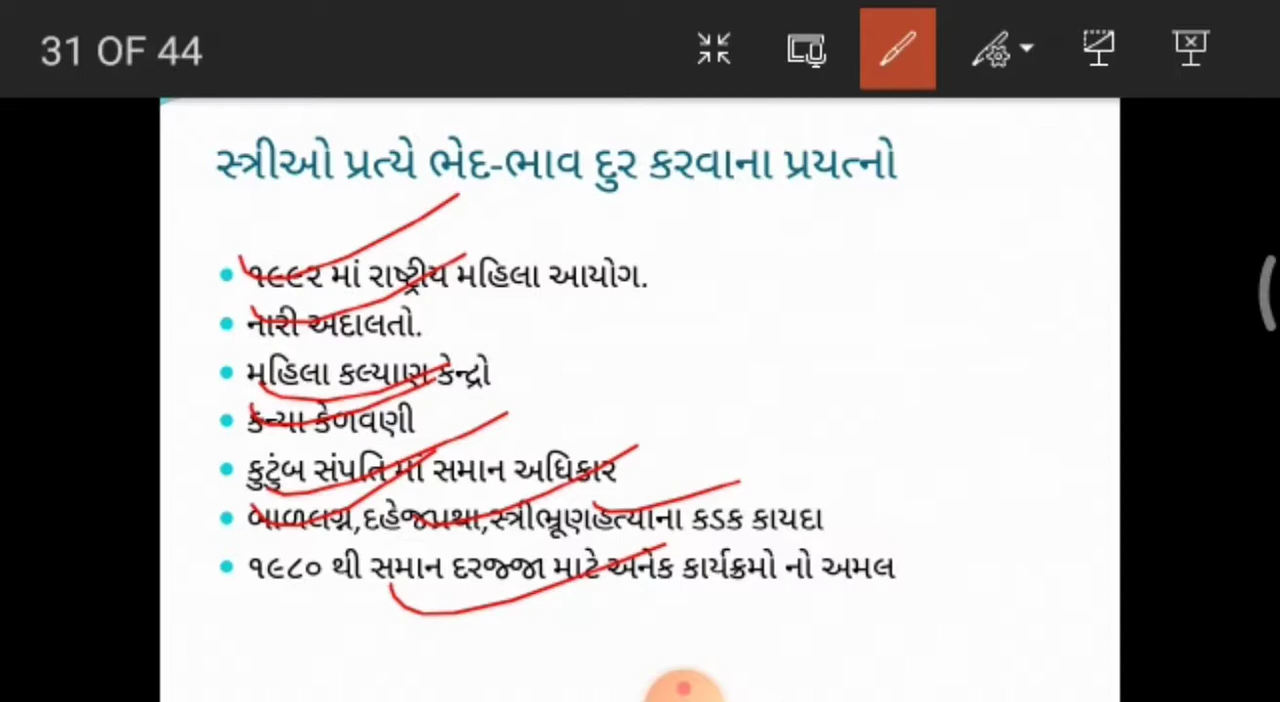 31 OF 44
સ્ત્રીઓ પ્રત્યે ભેદ-ભાવ દુર કરવાના પ્રયત્નો
૧૯૯૨ માં રાષ્ટ્રીય મહિલા આયોગ.
નારી અદાલતો.
મહિલા કલ્યાણ કેન્દ્રો
કન્યા કેળવણી
કુટુંબ સંપતિ માં સમાન અધિકાર
બાળલગ્ન,દહેજપ્રથા,સ્ત્રીભ્રૂણહત્યાના કડક કાયદા
૧૯૮૦ થી સમાન દરજ્જા માટે અનેક કાર્યક્રમો નો અમલ